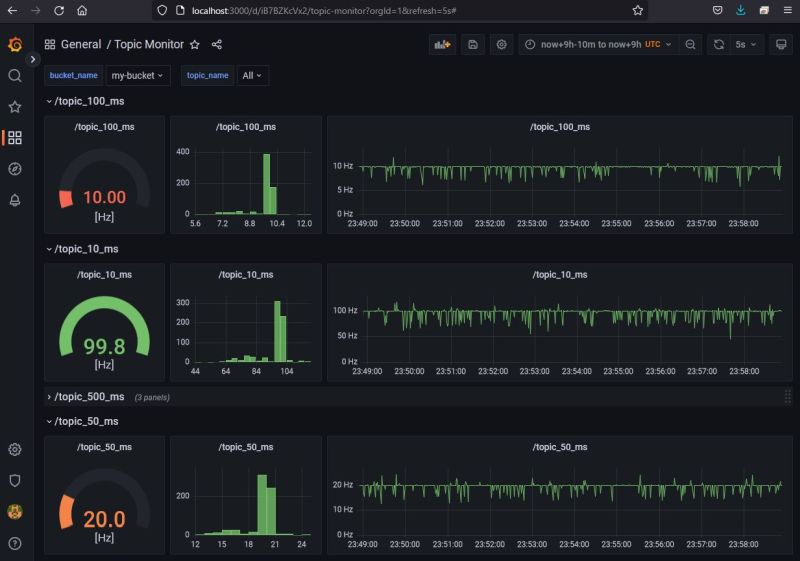 localhost:3000/d/iB7BZKcVx2/topic-monitor?orgId=1&refresh=5s#
General / Topic Monitor
now+9h-10m to now+9h UTC
5s
bucket_name my-bucket topic_name All
/topic_100_ms
/topic_100_ms /topic_100_ms /topic_100_ms
10.00
[Hz]
400
200
0
5.6 7.2 8.8 10.4 12.0
10 Hz
5 Hz
0 Hz
23:49:00 23:50:00 23:51:00 23:52:00 23:53:00 23:54:00 23:55:00 23:56:00 23:57:00 23:58:00
/topic_10_ms
/topic_10_ms /topic_10_ms /topic_10_ms
99.8
[Hz]
300
200
100
0
44 64 84 104
100 Hz
50 Hz
0 Hz
23:49:00 23:50:00 23:51:00 23:52:00 23:53:00 23:54:00 23:55:00 23:56:00 23:57:00 23:58:00
/topic_500_ms (3 panels)
/topic_50_ms
/topic_50_ms /topic_50_ms /topic_50_ms
20.0
[Hz]
200
0
12 15 18 21 24
20 Hz
10 Hz
0 Hz
23:49:00 23:50:00 23:51:00 23:52:00 23:53:00 23:54:00 23:55:00 23:56:00 23:57:00 23:58:00